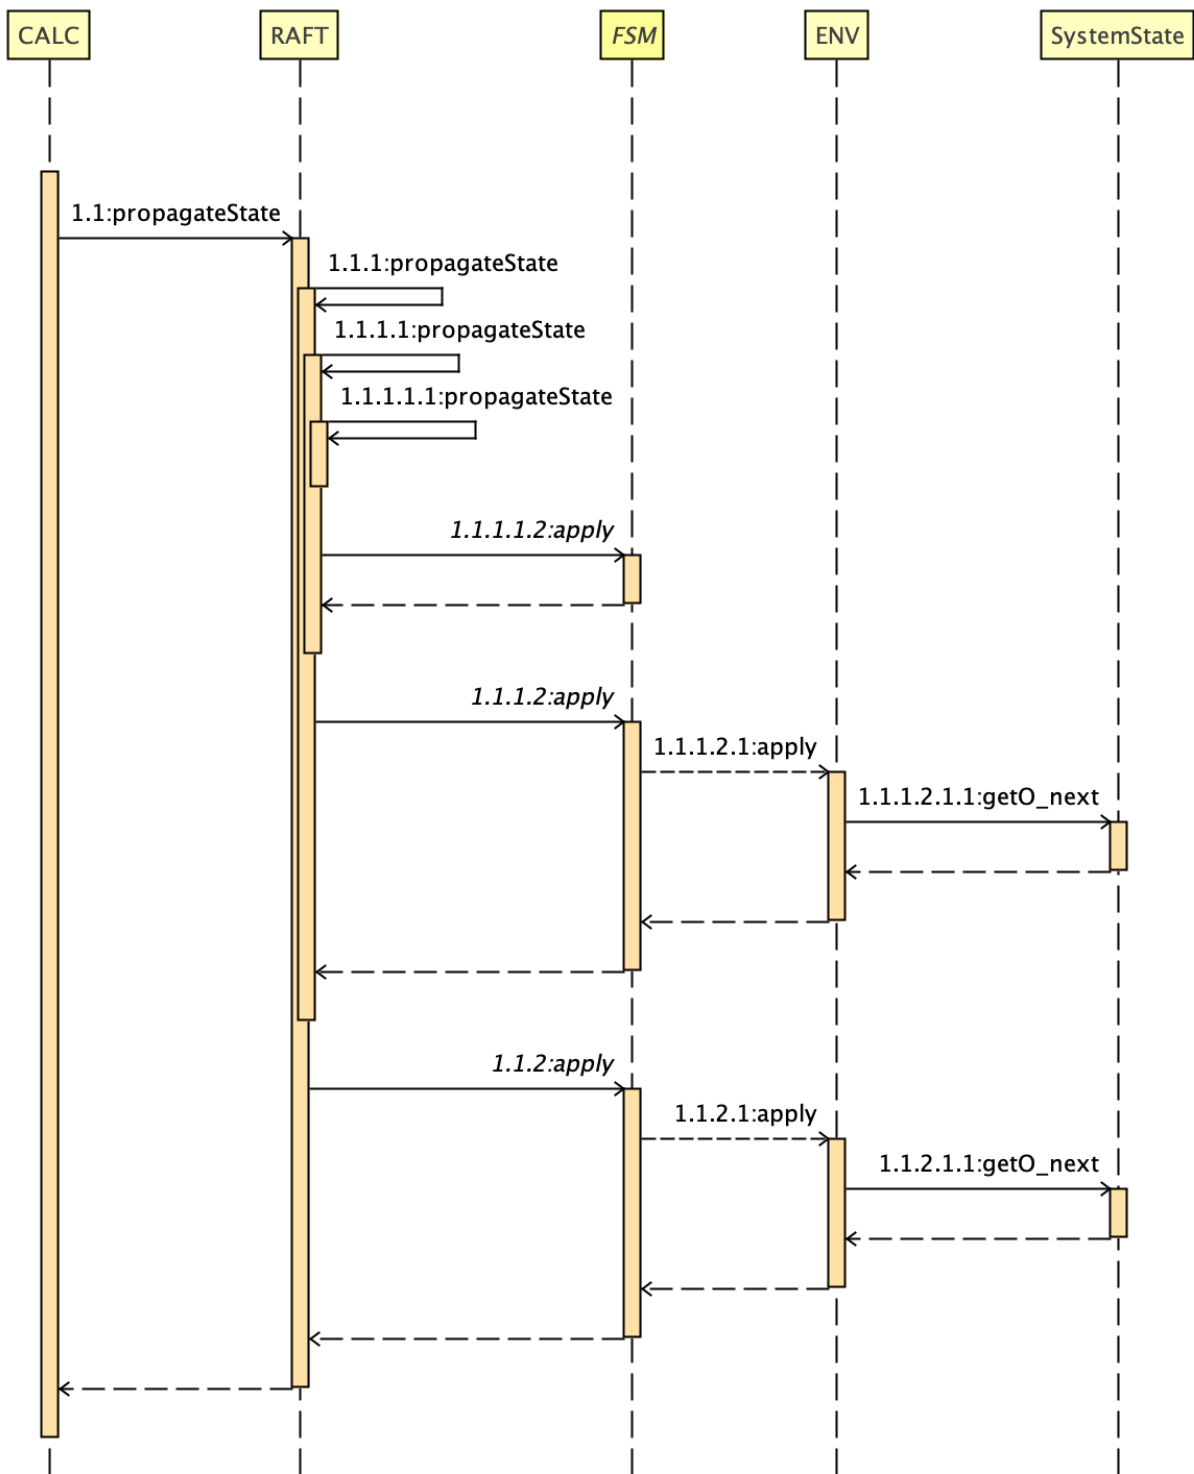 CALC RAFT FSM ENV SystemState
1.1:propagateState
1.1.1:propagateState
1.1.1.1:propagateState
1.1.1.1.1:propagateState
1.1.1.1.2:apply
1.1.1.2:apply
1.1.1.2.1:apply
1.1.1.2.1.1:getO_next
1.1.2:apply
1.1.2.1:apply
1.1.2.1.1:getO_next